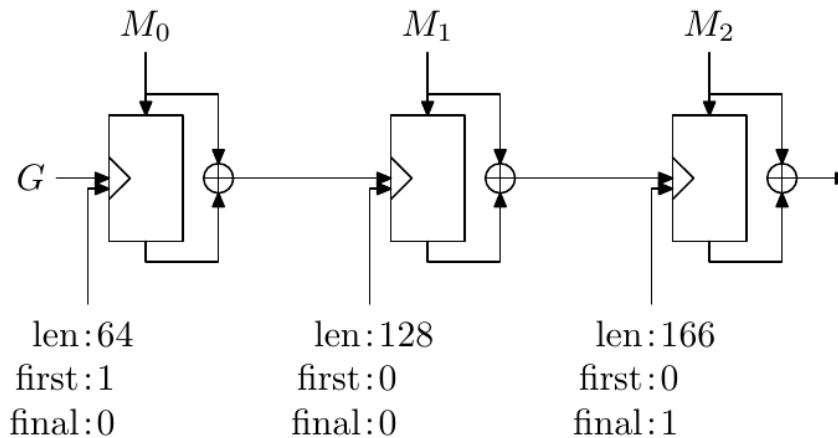 M₀ M₁ M₂
G
len:64 len:128 len:166
first:1 first:0 first:0
final:0 final:0 final:1